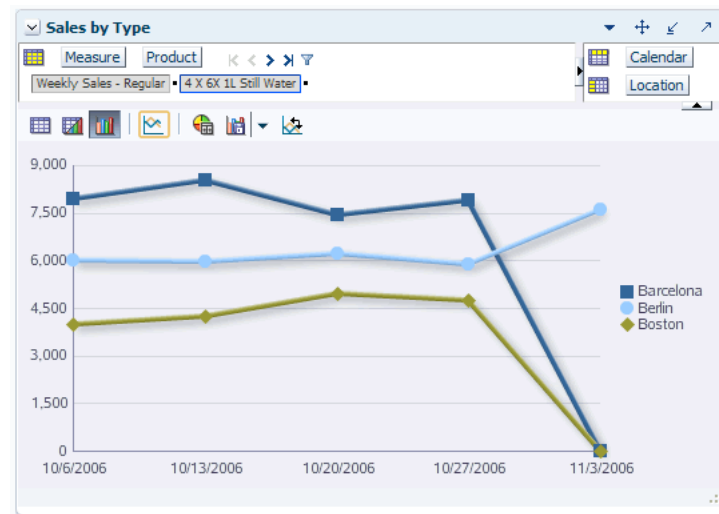 Sales by Type
Measure Product
Calendar
Weekly Sales - Regular 4 X 6X 1L Still Water
Location
9,000
7,500
6,000
4,500
3,000
1,500
0
Barcelona
Berlin
Boston
10/6/2006 10/13/2006 10/20/2006 10/27/2006 11/3/2006